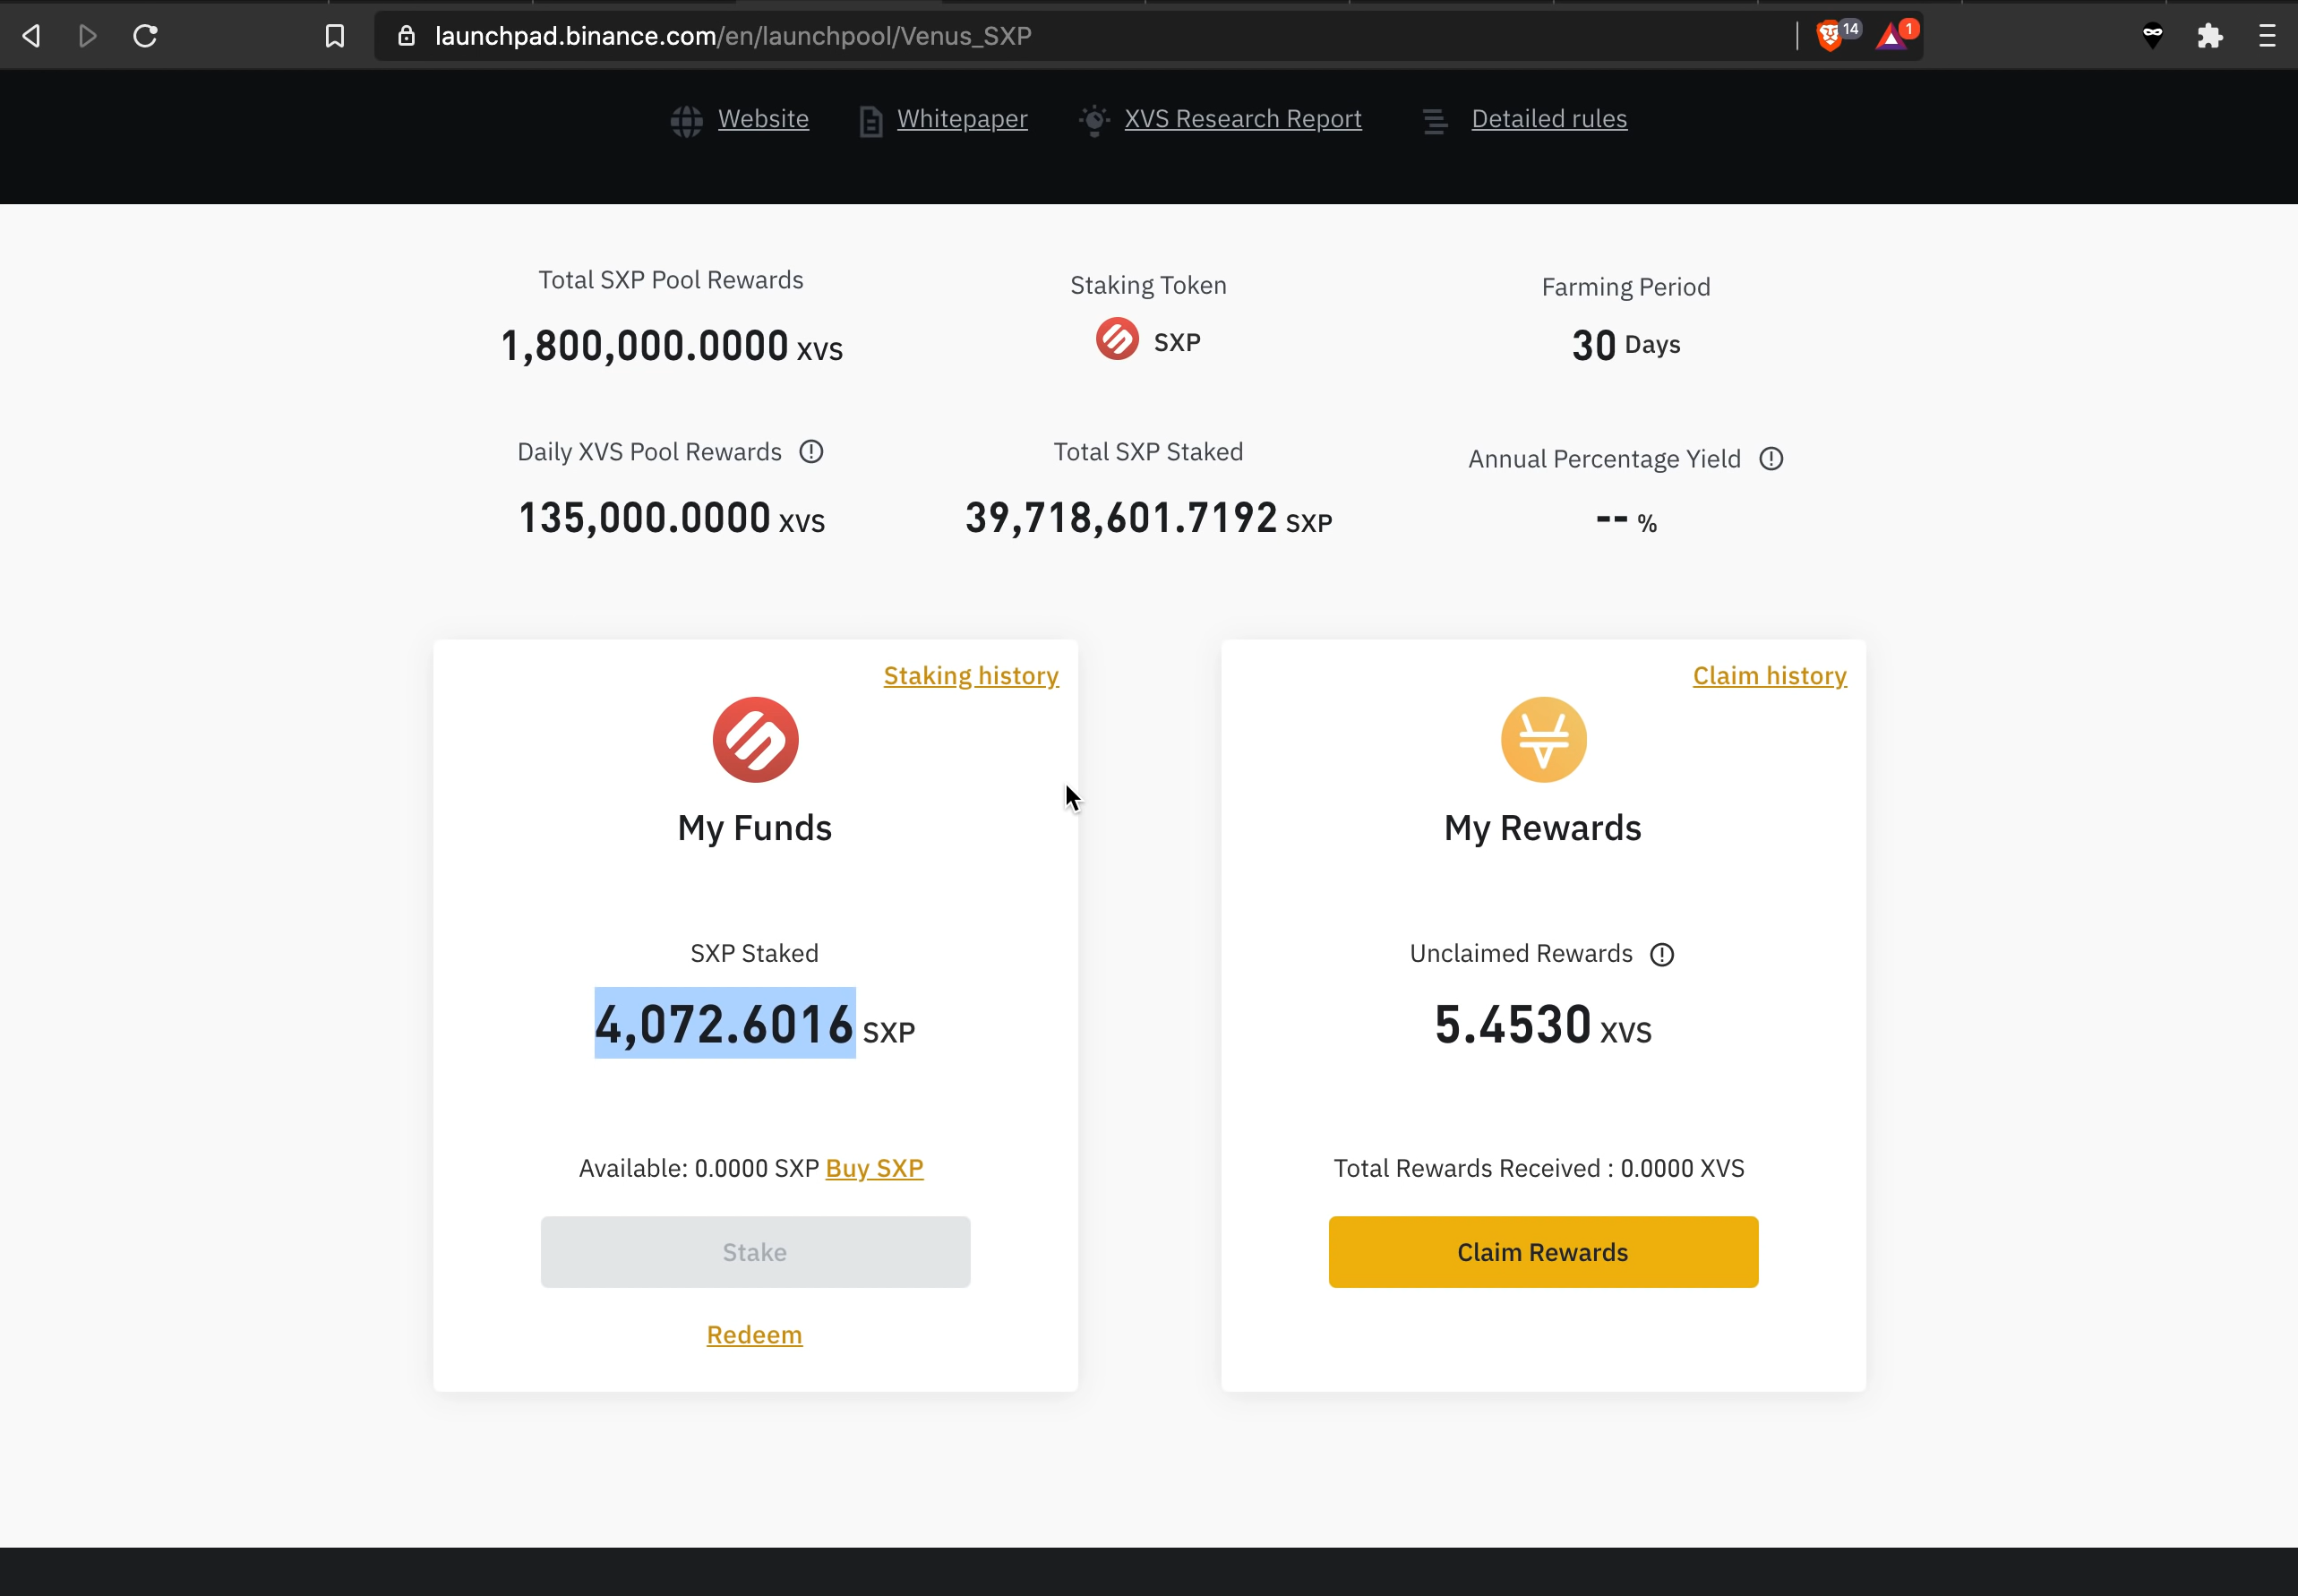 launchpad.binance.com/en/launchpool/Venus_SXP
14
1
Website
Whitepaper
XVS Research Report
Detailed rules
Total SXP Pool Rewards
1,800,000.0000 XVS
Staking Token
SXP
Farming Period
30 Days
Daily XVS Pool Rewards
135,000.0000 XVS
Total SXP Staked
39,718,601.7192 SXP
Annual Percentage Yield
-- %
Staking history
My Funds
SXP Staked
4,072.6016 SXP
Available: 0.0000 SXP Buy SXP
Stake
Redeem
Claim history
My Rewards
Unclaimed Rewards
5.4530 XVS
Total Rewards Received : 0.0000 XVS
Claim Rewards